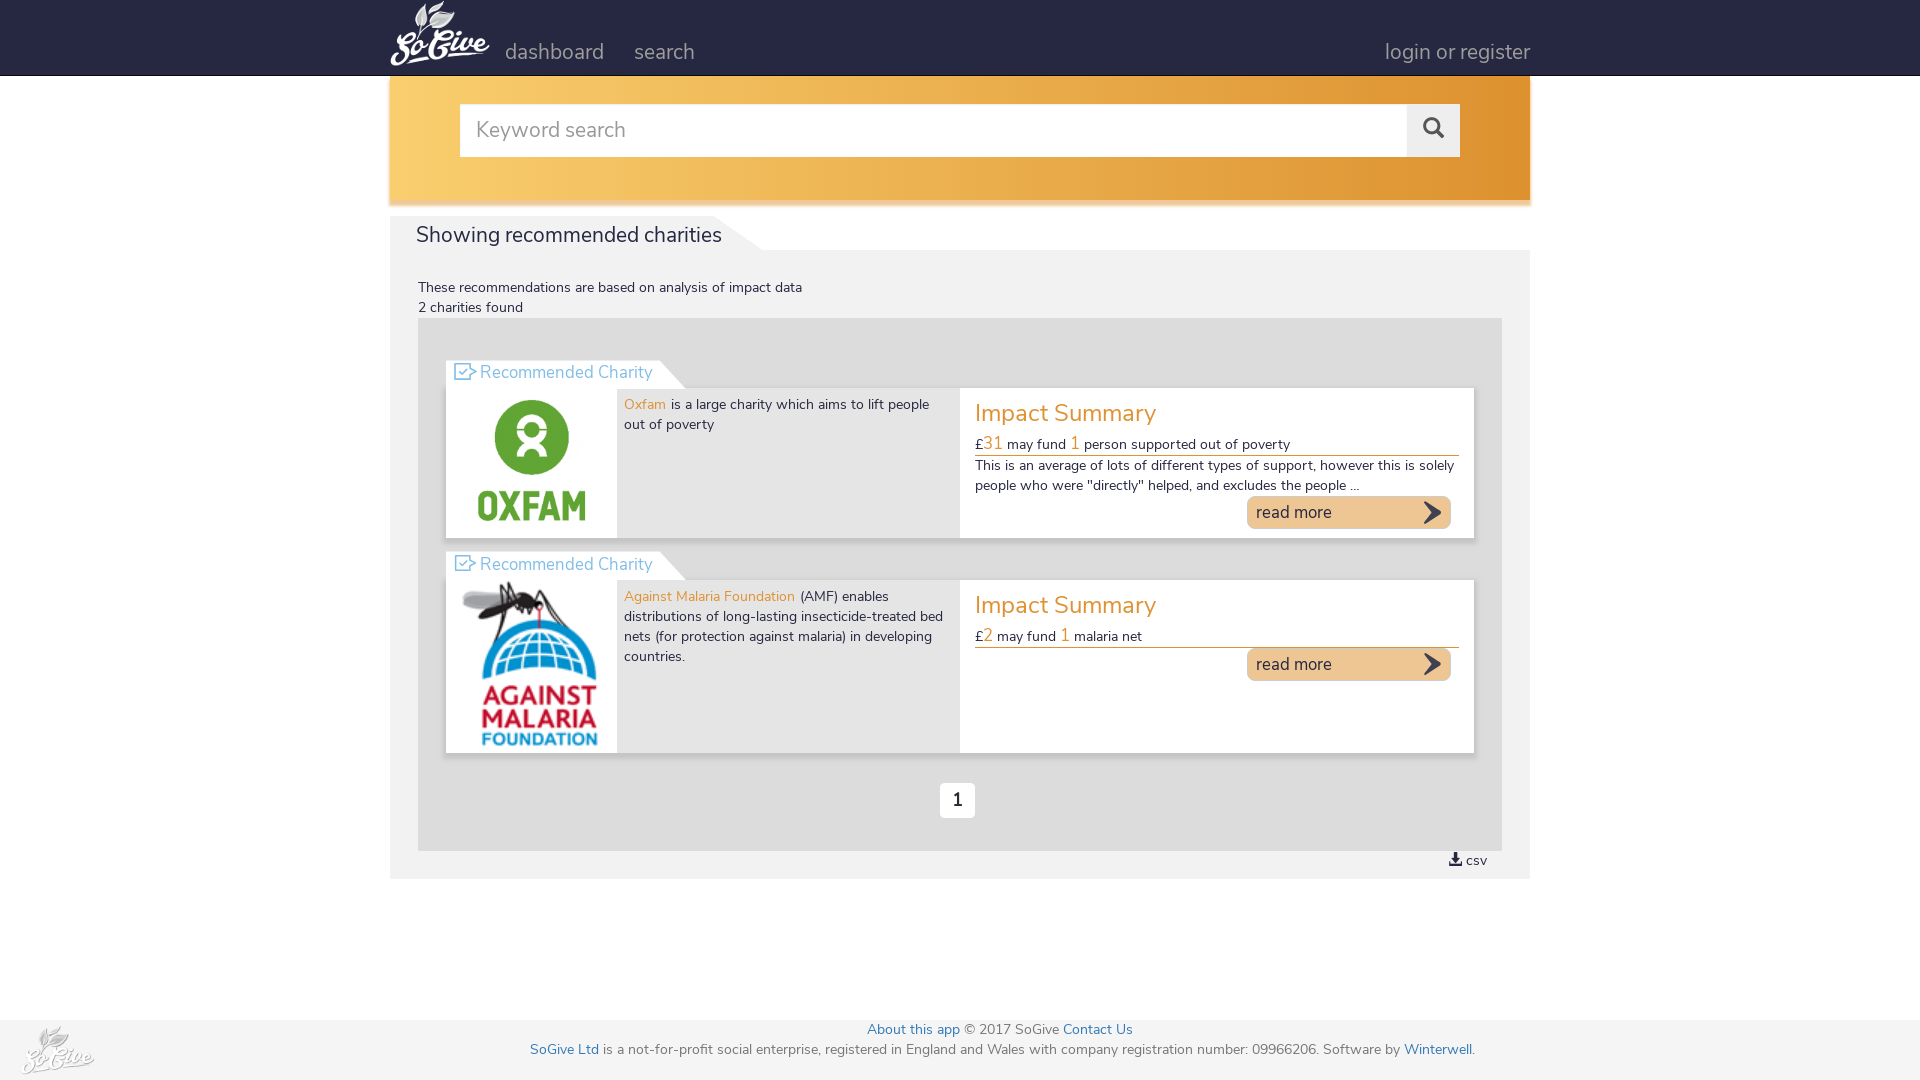 SoGive dashboard search login or register
Keyword search
Showing recommended charities
These recommendations are based on analysis of impact data
2 charities found
Recommended Charity
OXFAM
Oxfam is a large charity which aims to lift people
out of poverty
Impact Summary
£31 may fund 1 person supported out of poverty
This is an average of lots of different types of support, however this is solely
people who were "directly" helped, and excludes the people ...
read more
Recommended Charity
AGAINST
MALARIA
FOUNDATION
Against Malaria Foundation (AMF) enables
distributions of long-lasting insecticide-treated bed
nets (for protection against malaria) in developing
countries.
Impact Summary
£2 may fund 1 malaria net
read more
1
csv
SoGive
About this app © 2017 SoGive Contact Us
SoGive Ltd is a not-for-profit social enterprise, registered in England and Wales with company registration number: 09966206. Software by Winterwell.